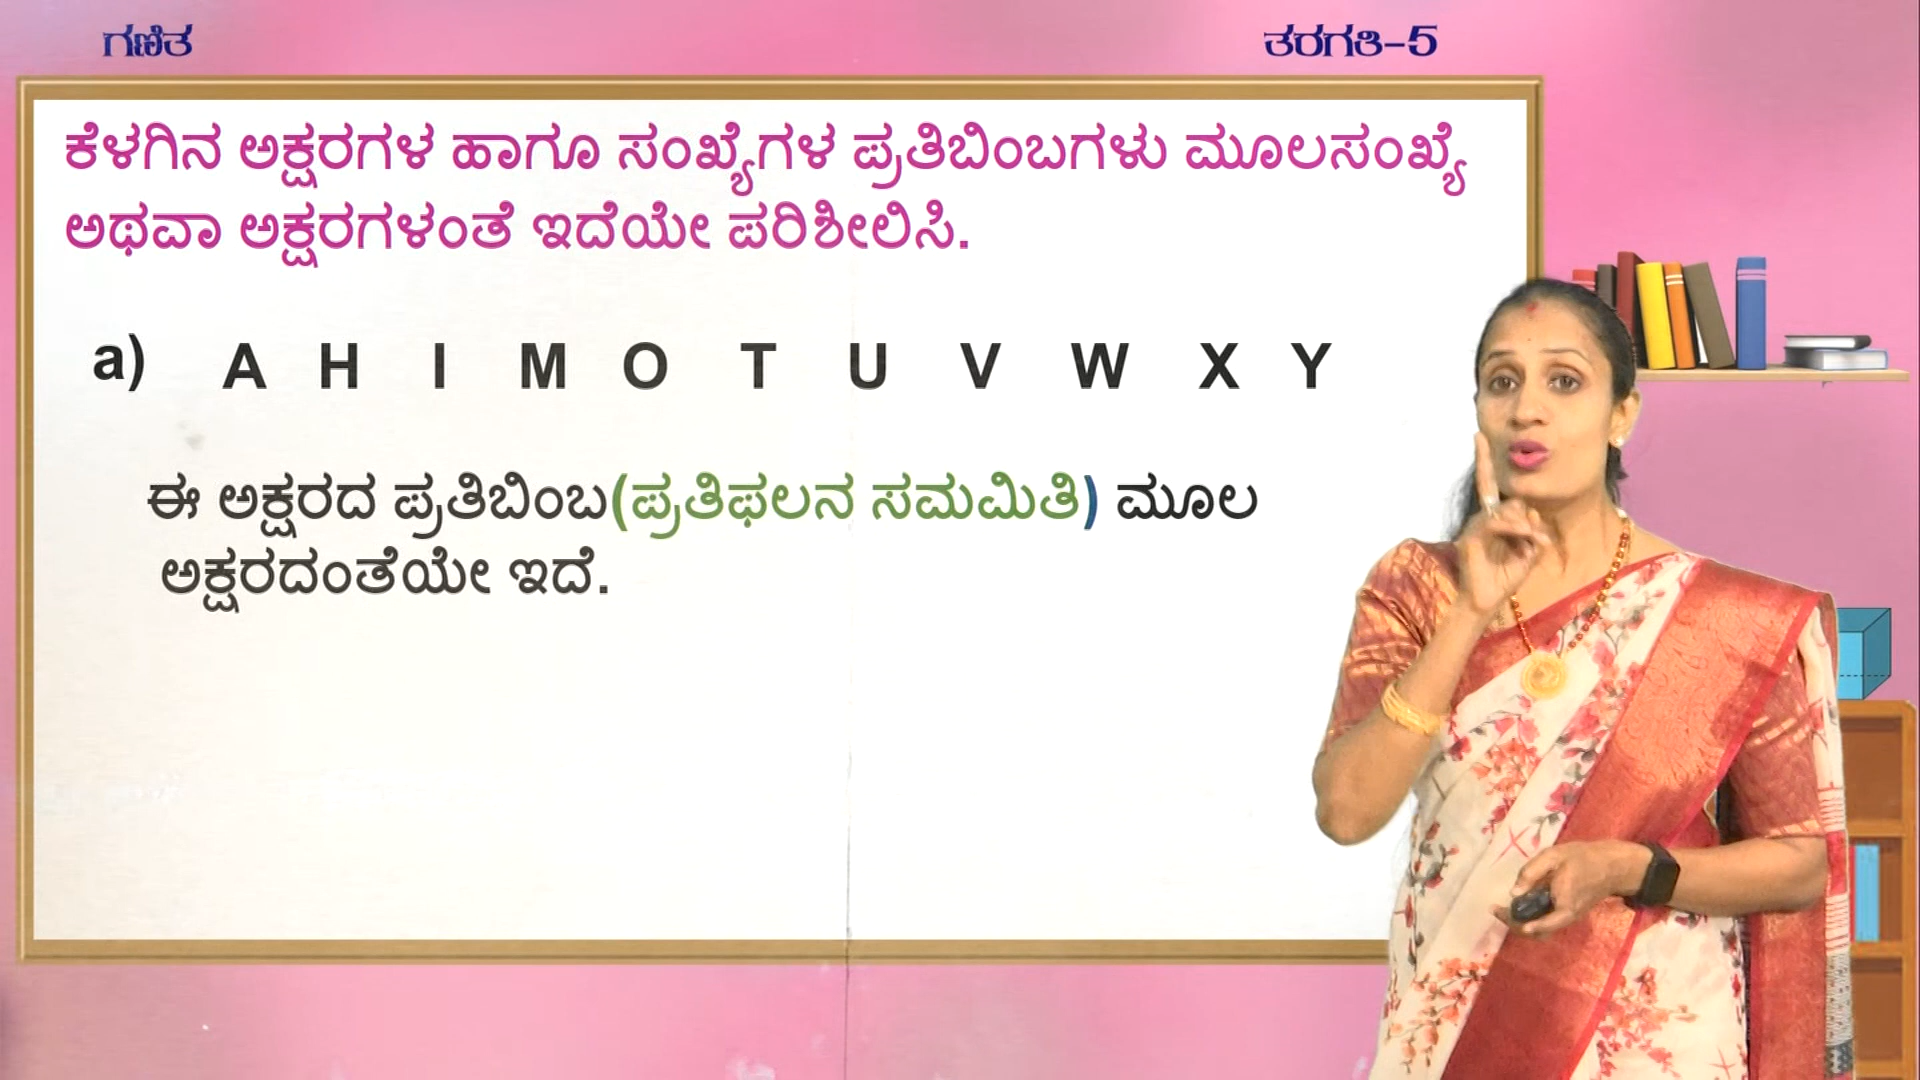 ಗಣಿತ
ತರಗತಿ-5
ಕೆಳಗಿನ ಅಕ್ಷರಗಳ ಹಾಗೂ ಸಂಖ್ಯೆಗಳ ಪ್ರತಿಬಿಂಬಗಳು ಮೂಲಸಂಖ್ಯೆ
ಅಥವಾ ಅಕ್ಷರಗಳಂತೆ ಇದೆಯೇ ಪರಿಶೀಲಿಸಿ.
a) A H I M O T U V W X Y
ಈ ಅಕ್ಷರದ ಪ್ರತಿಬಿಂಬ(ಪ್ರತಿಫಲನ ಸಮಮಿತಿ) ಮೂಲ
ಅಕ್ಷರದಂತೆಯೇ ಇದೆ.